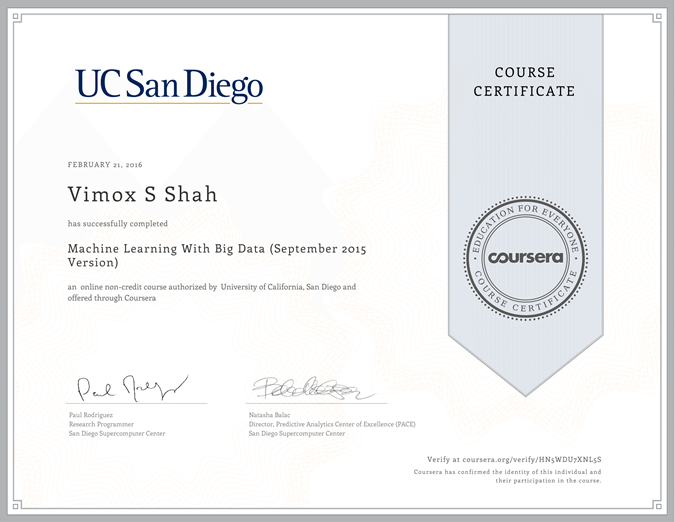 UC San Diego
COURSE
CERTIFICATE
FEBRUARY 21, 2016
Vimox S Shah
has successfully completed
Machine Learning With Big Data (September 2015
Version)
an online non-credit course authorized by University of California, San Diego and
offered through Coursera
EDUCATION FOR EVERYONE
coursera
COURSE CERTIFICATE
Paul Rodriguez
Research Programmer
San Diego Supercomputer Center
Natasha Balac
Director, Predictive Analytics Center of Excellence (PACE)
San Diego Supercomputer Center
Verify at coursera.org/verify/HN5WDU7XNL5S
Coursera has confirmed the identity of this individual and
their participation in the course.